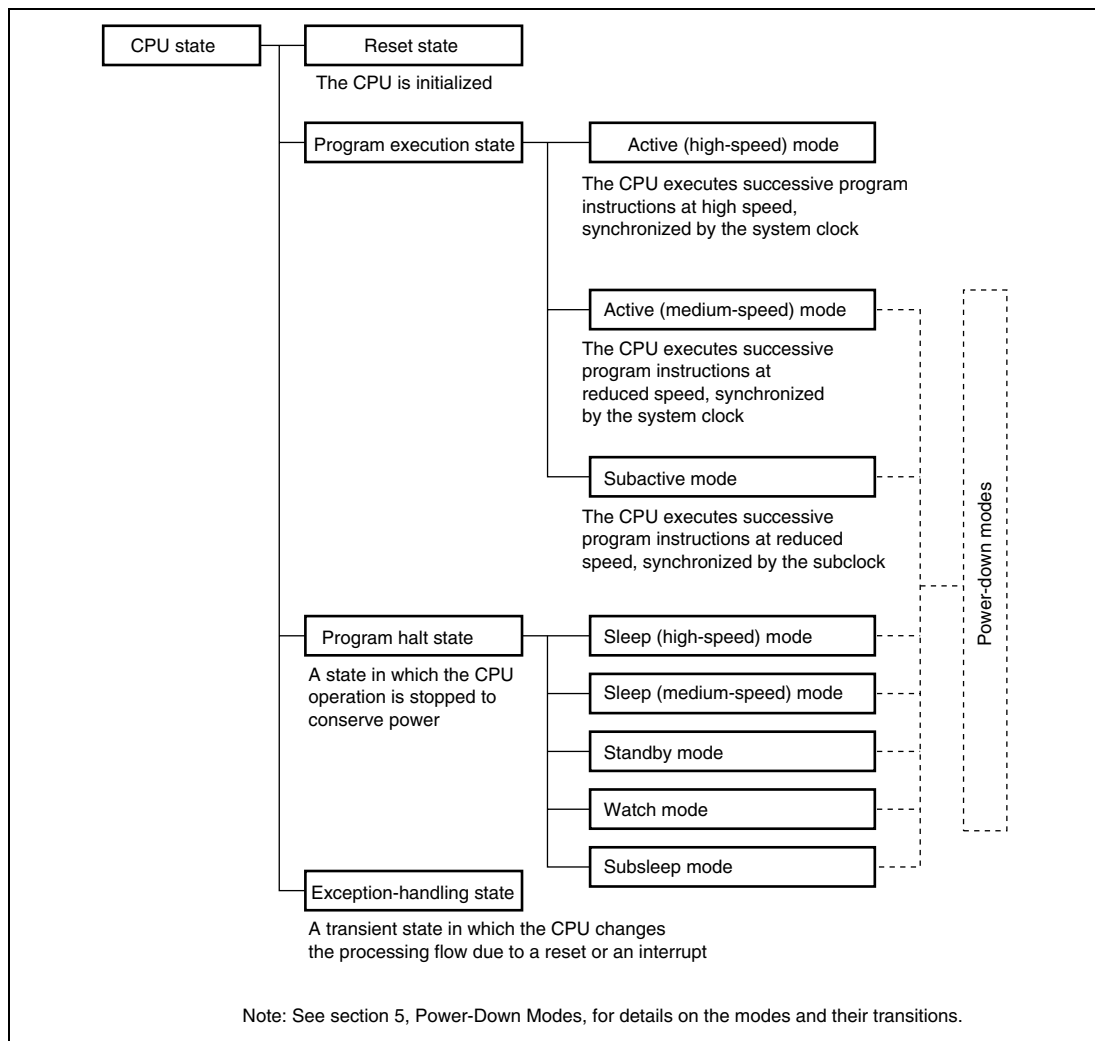 CPU state
Reset state
The CPU is initialized
Program execution state
Active (high-speed) mode
The CPU executes successive program
instructions at high speed,
synchronized by the system clock
Active (medium-speed) mode
The CPU executes successive
program instructions at
reduced speed, synchronized
by the system clock
Subactive mode
The CPU executes successive
program instructions at reduced
speed, synchronized by the subclock
Power-down modes
Program halt state
A state in which the CPU
operation is stopped to
conserve power
Sleep (high-speed) mode
Sleep (medium-speed) mode
Standby mode
Watch mode
Subsleep mode
Exception-handling state
A transient state in which the CPU changes
the processing flow due to a reset or an interrupt
Note: See section 5, Power-Down Modes, for details on the modes and their transitions.